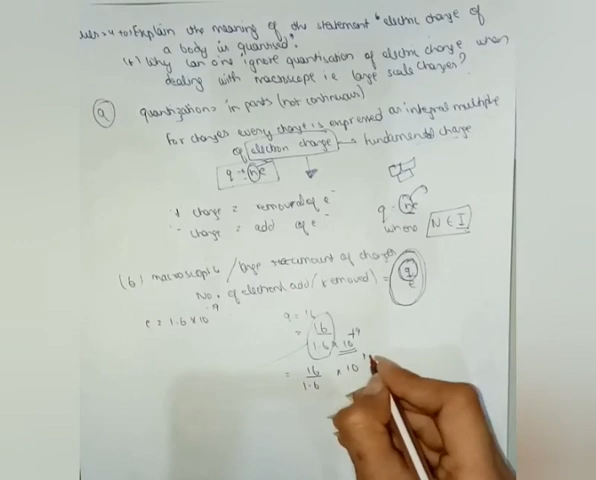 Explain the meaning of the statement "electric charge of
a body is quantised".
(b) Why can one ignore quantisation of electric charge when
dealing with macroscopic i.e large scale charges?
(a) quantization = in parts (not continuous)
For charges every charge is expressed as integral multiple
of electron charge → fundamental charge
q = ± ne
+ charge = removal of e⁻
- charge = add of e⁻
q = ne
where N ∈ I
(b) macroscopic / large amount of charges
No. of electron (add / removed) = q/e
e = 1.6 × 10⁻¹⁹
q = 16
= 16 / 1.6 × 10⁻¹⁹
= 16 / 1.6 × 10